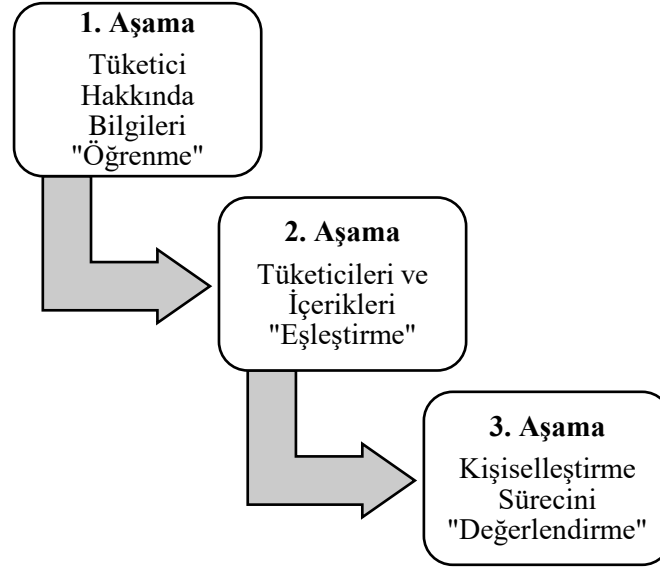 1. Aşama
Tüketici
Hakkında
Bilgileri
"Öğrenme"
2. Aşama
Tüketicileri ve
İçerikleri
"Eşleştirme"
3. Aşama
Kişiselleştirme
Sürecini
"Değerlendirme"